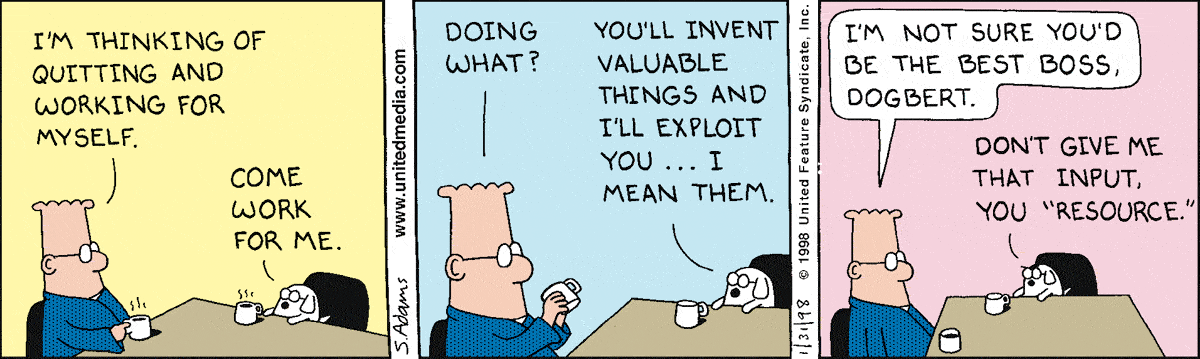 I'M THINKING OF
QUITTING AND
WORKING FOR
MYSELF.
COME
WORK
FOR ME.
S. Adams
www.unitedmedia.com
DOING
WHAT?
YOU'LL INVENT
VALUABLE
THINGS AND
I'LL EXPLOIT
YOU ... I
MEAN THEM.
1/31/98 © 1998 United Feature Syndicate, Inc.
I'M NOT SURE YOU'D
BE THE BEST BOSS,
DOGBERT.
DON'T GIVE ME
THAT INPUT,
YOU "RESOURCE."